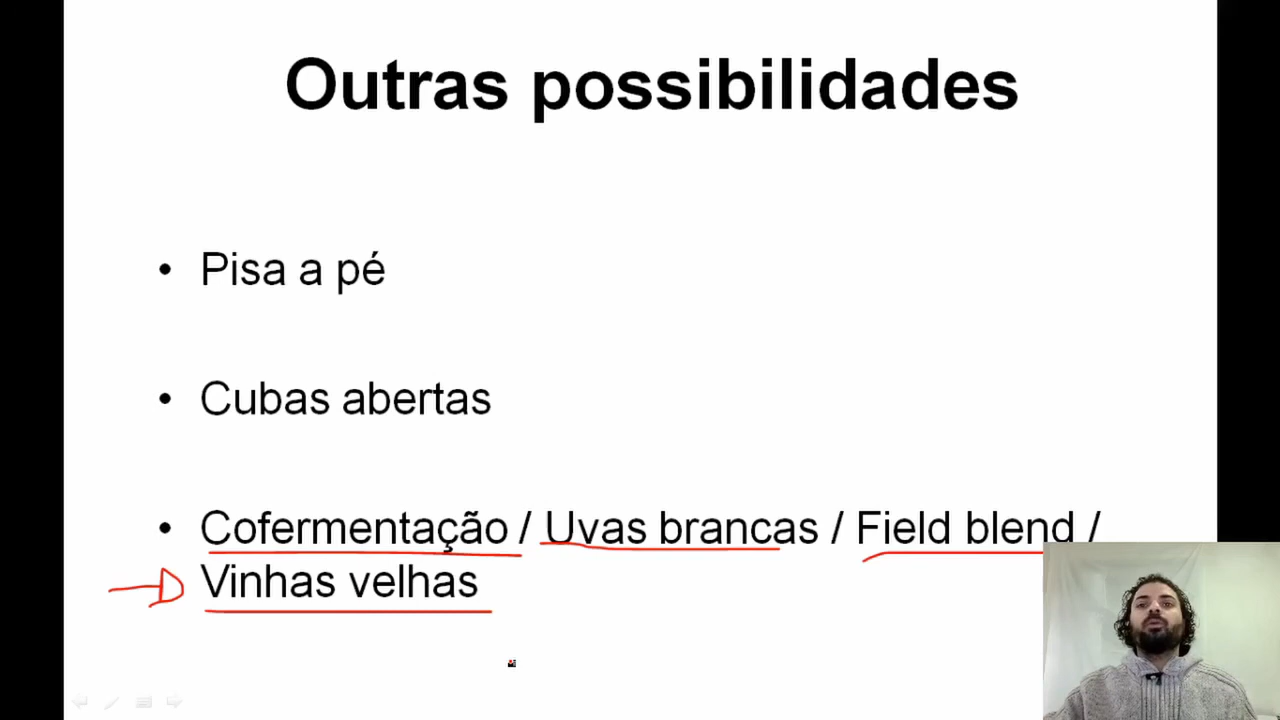 Outras possibilidades
• Pisa a pé
• Cubas abertas
• Cofermentação / Uvas brancas / Field blend /
Vinhas velhas